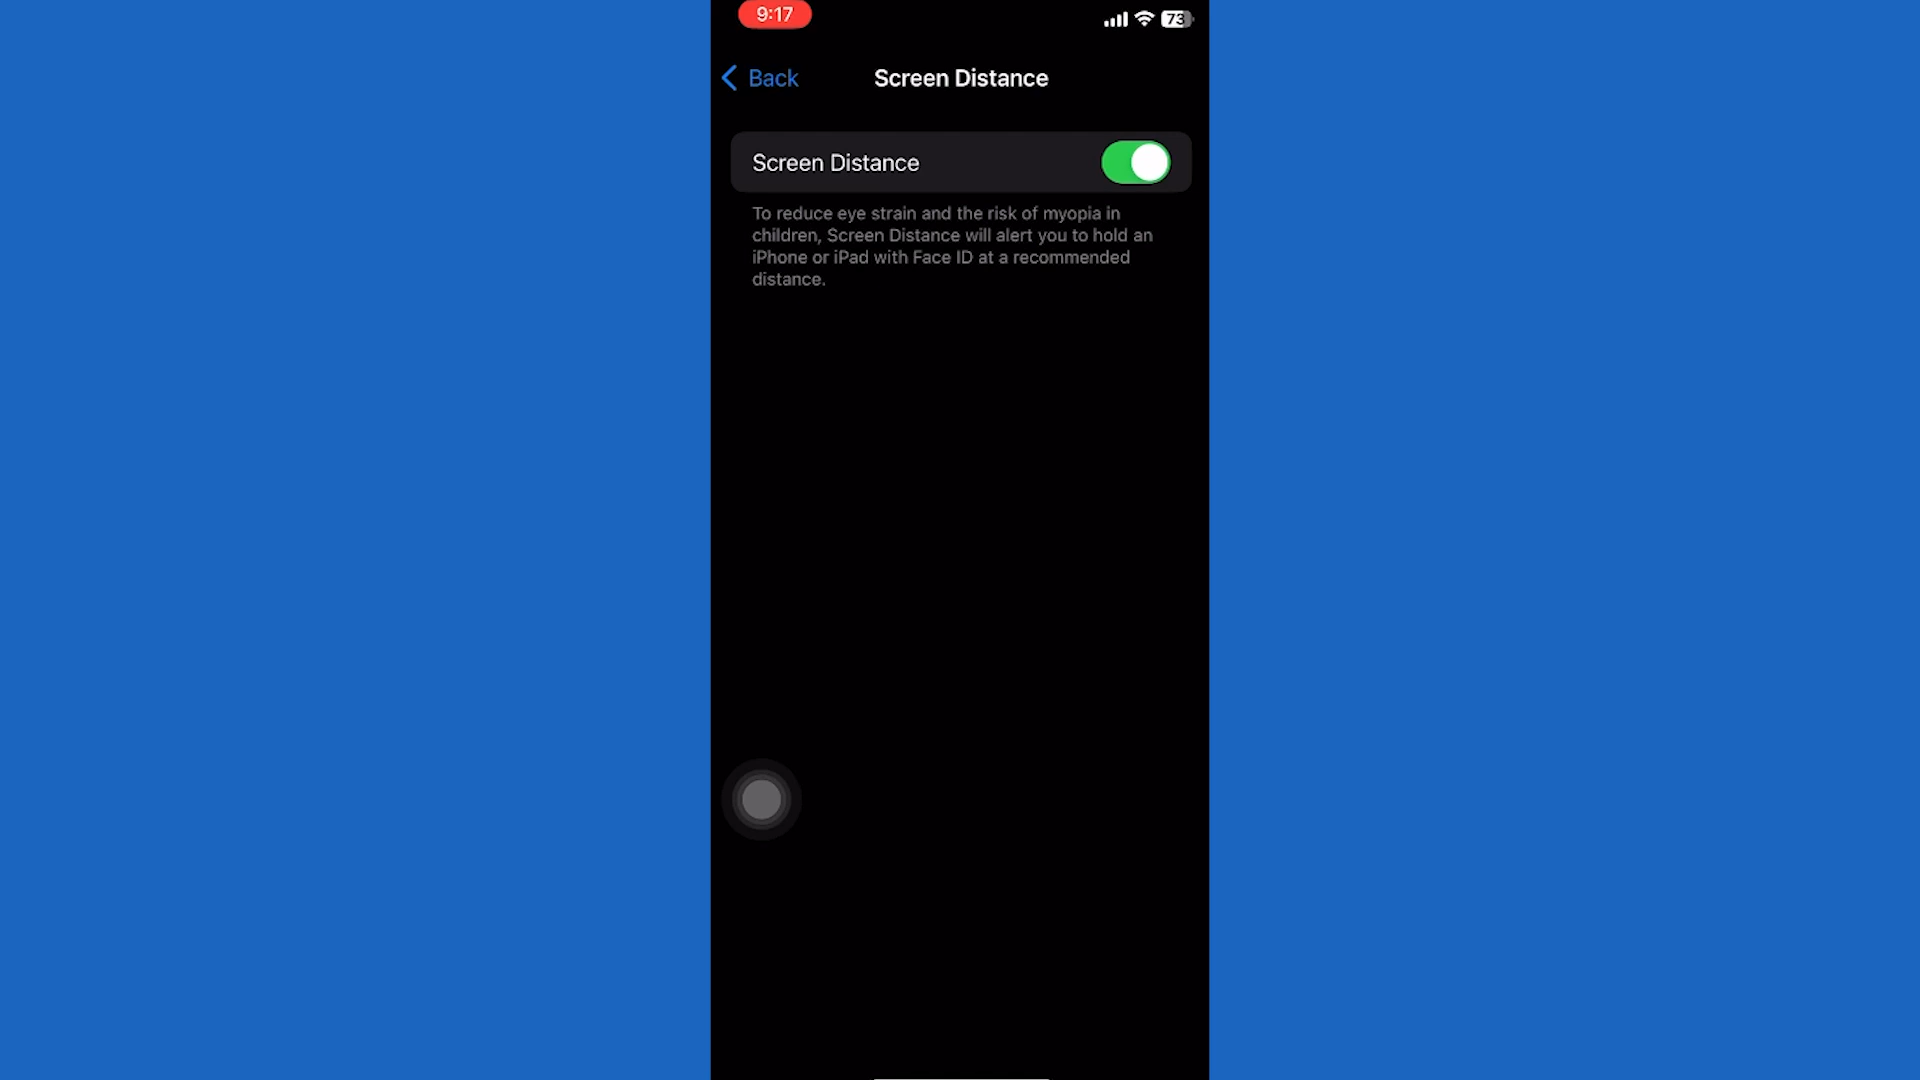 9:17
73
Back
Screen Distance
Screen Distance
To reduce eye strain and the risk of myopia in
children, Screen Distance will alert you to hold an
iPhone or iPad with Face ID at a recommended
distance.